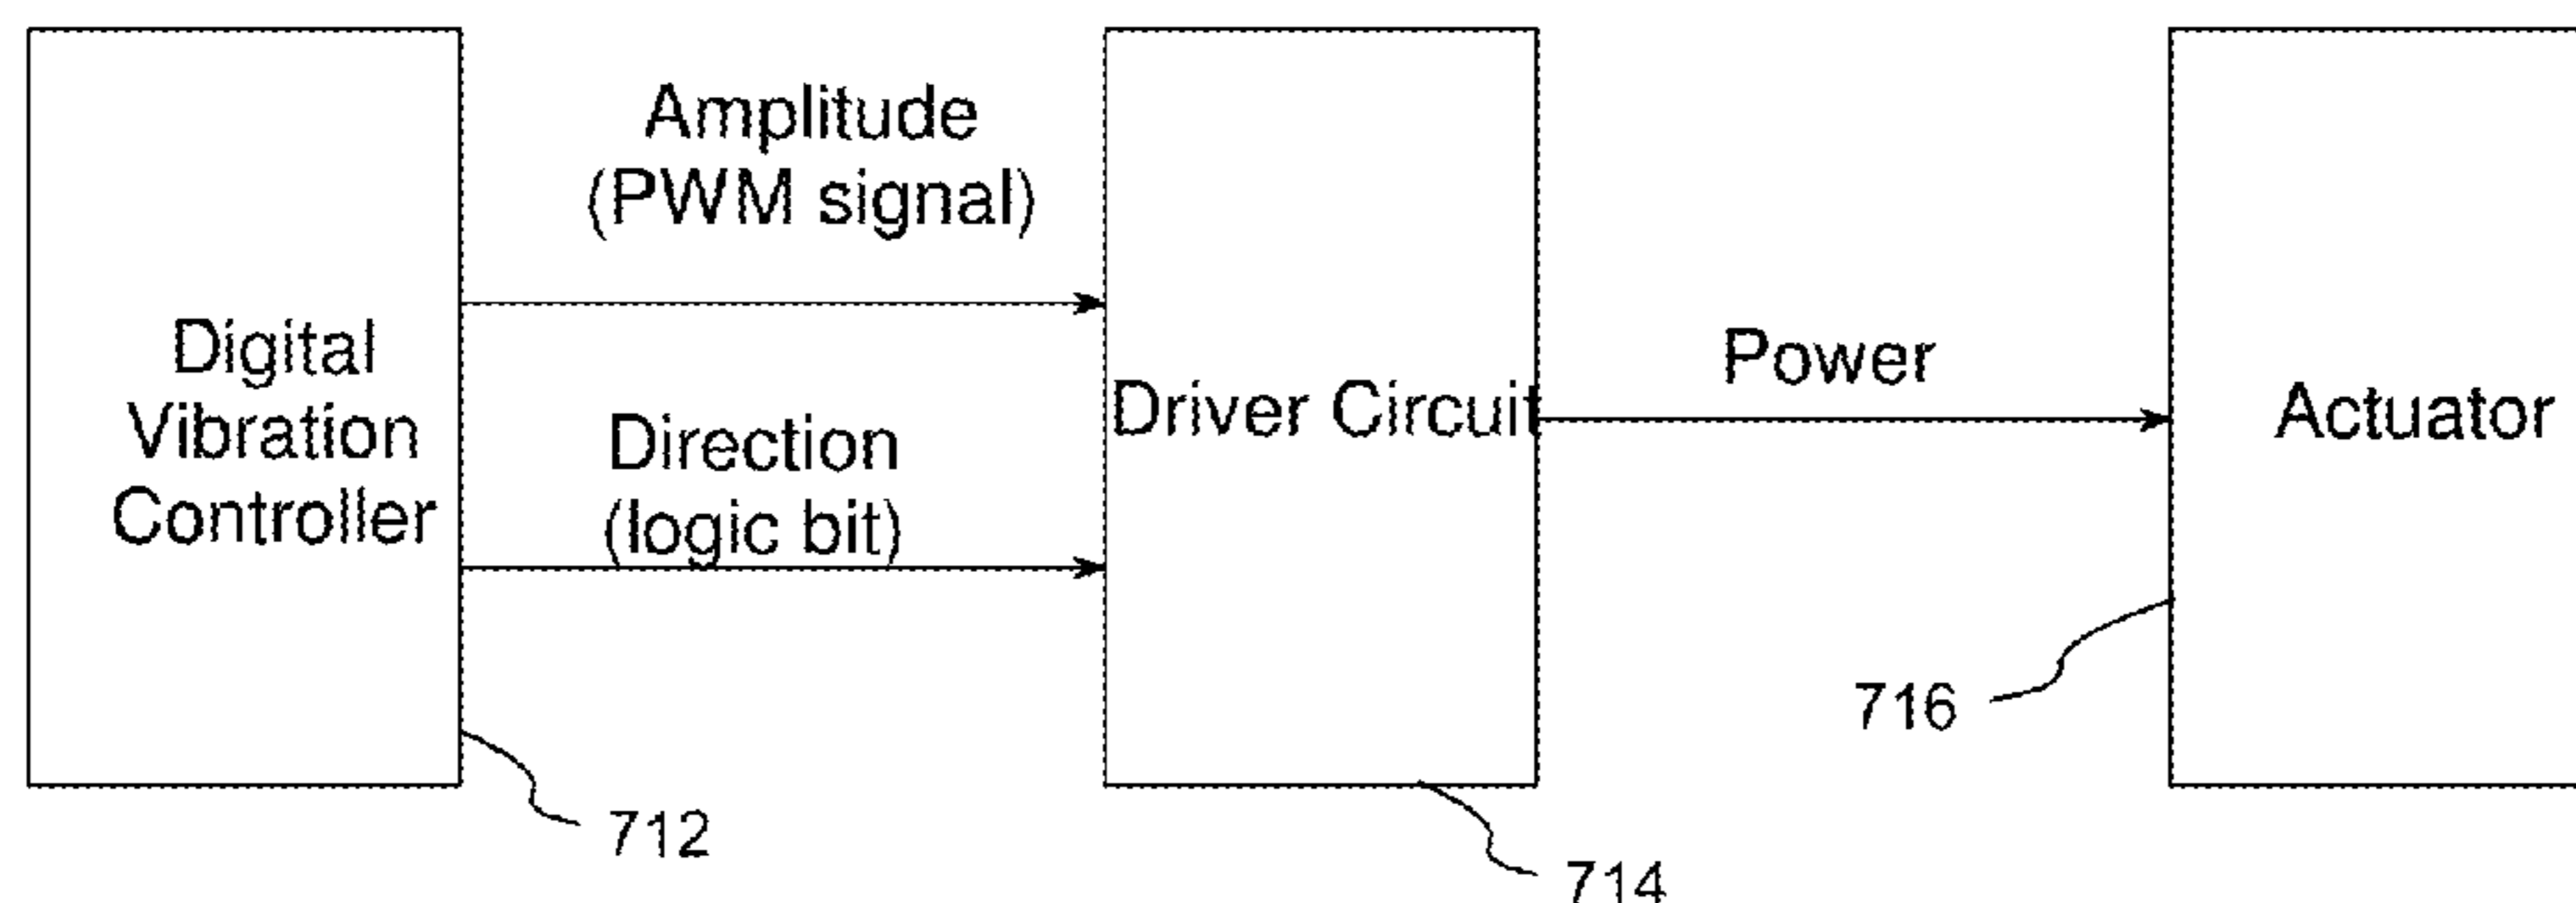 Amplitude
(PWM signal)
Digital
Vibration
Controller
Direction
(logic bit)
Driver Circuit
Power
Actuator
712
714
716